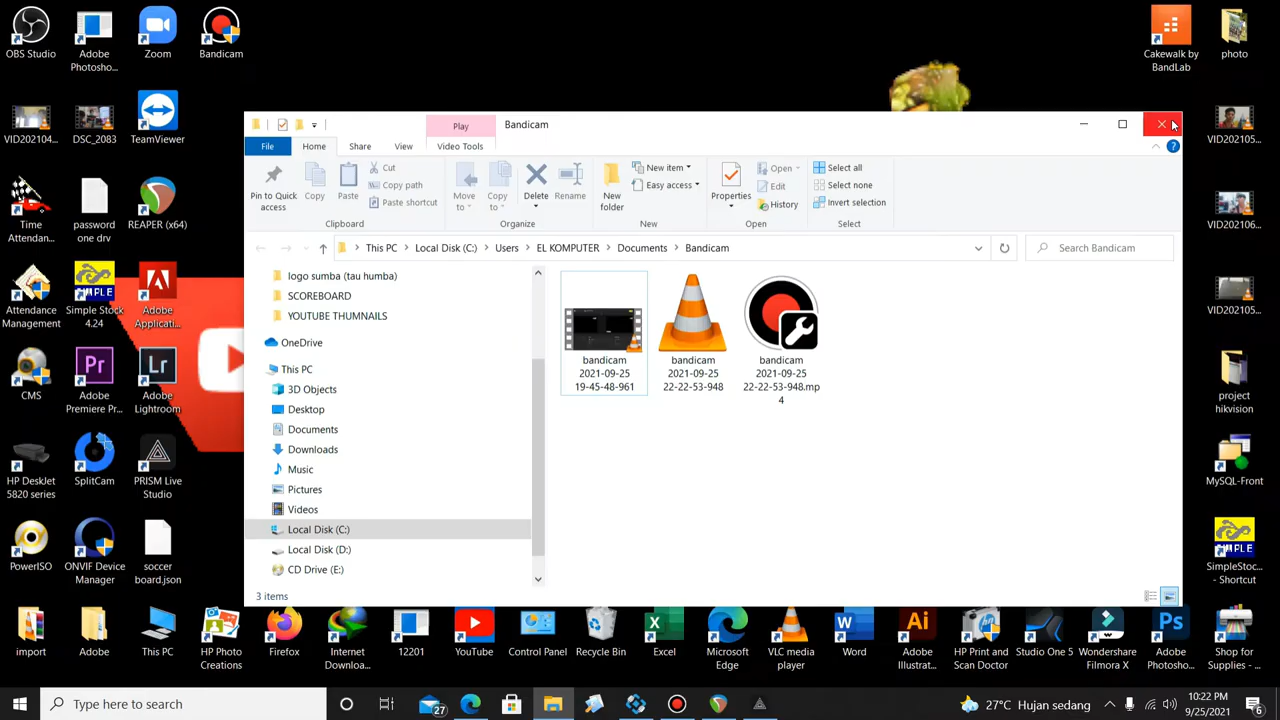 OBS Studio
Adobe
Photosho...
Zoom
Bandicam
Cakewalk by
BandLab
photo
VID202104...
DSC_2083
TeamViewer
VID202105...
Time
Attendan...
password
one drv
REAPER (x64)
VID202106...
Attendance
Management
Simple Stock
4.24
Adobe
Applicati...
VID202105...
CMS
Adobe
Premiere Pr...
Adobe
Lightroom
project
hikvision
HP DeskJet
5820 series
SplitCam
PRISM Live
Studio
MySQL-Front
PowerISO
ONVIF Device
Manager
soccer
board.json
SimpleStoc...
- Shortcut
Play
Bandicam
File
Home
Share
View
Video Tools
Pin to Quick
access
Copy
Paste
Cut
Copy path
Paste shortcut
Clipboard
Move
to
Copy
to
Delete
Rename
Organize
New
folder
New item
Easy access
New
Properties
Open
Edit
History
Open
Select all
Select none
Invert selection
Select
This PC
Local Disk (C:)
Users
EL KOMPUTER
Documents
Bandicam
Search Bandicam
logo sumba (tau humba)
SCOREBOARD
YOUTUBE THUMNAILS
OneDrive
This PC
3D Objects
Desktop
Documents
Downloads
Music
Pictures
Videos
Local Disk (C:)
Local Disk (D:)
CD Drive (E:)
bandicam
2021-09-25
19-45-48-961
bandicam
2021-09-25
22-22-53-948
bandicam
2021-09-25
22-22-53-948.mp
4
3 items
import
Adobe
This PC
HP Photo
Creations
Firefox
Internet
Downloa...
12201
YouTube
Control Panel
Recycle Bin
Excel
Microsoft
Edge
VLC media
player
Word
Adobe
Illustrat...
HP Print and
Scan Doctor
Studio One 5
Wondershare
Filmora X
Adobe
Photosho...
Shop for
Supplies - ...
Type here to search
27
27°C Hujan sedang
10:22 PM
9/25/2021
6